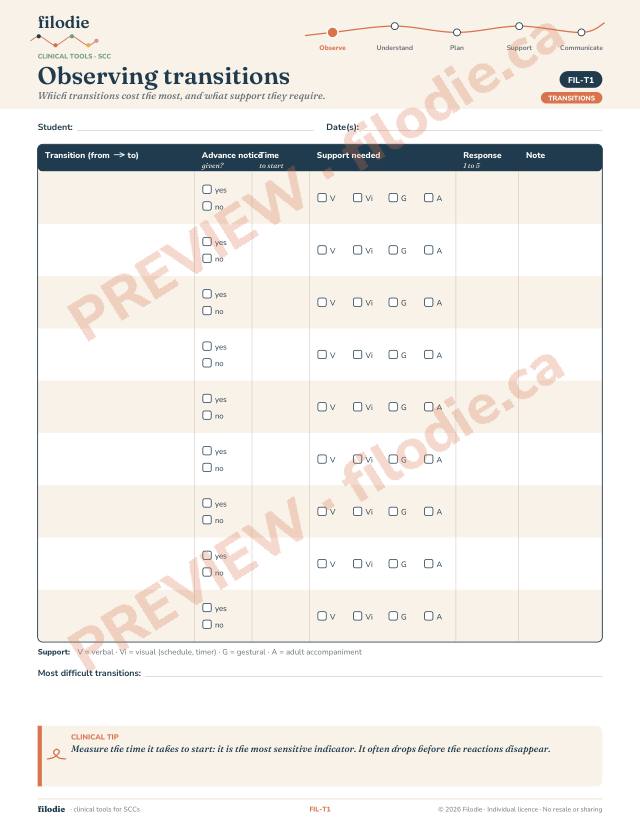 filodie
CLINICAL TOOLS · SCC
Observe Understand Plan Support Communicate
Observing transitions
Which transitions cost the most, and what support they require.
FIL-T1
TRANSITIONS
Student: Date(s):
Transition (from → to) Advance notice Time Support needed Response Note
given? to start 1 to 5
yes
no
V Vi G A
yes
no
V Vi G A
yes
no
V Vi G A
yes
no
V Vi G A
yes
no
V Vi G A
yes
no
V Vi G A
yes
no
V Vi G A
yes
no
V Vi G A
yes
no
V Vi G A
PREVIEW · filodie.ca
PREVIEW · filodie.ca
Support: V = verbal · Vi = visual (schedule, timer) · G = gestural · A = adult accompaniment
Most difficult transitions:
CLINICAL TIP
Measure the time it takes to start: it is the most sensitive indicator. It often drops before the reactions disappear.
filodie · clinical tools for SCCs FIL-T1 © 2026 Filodie · Individual licence · No resale or sharing